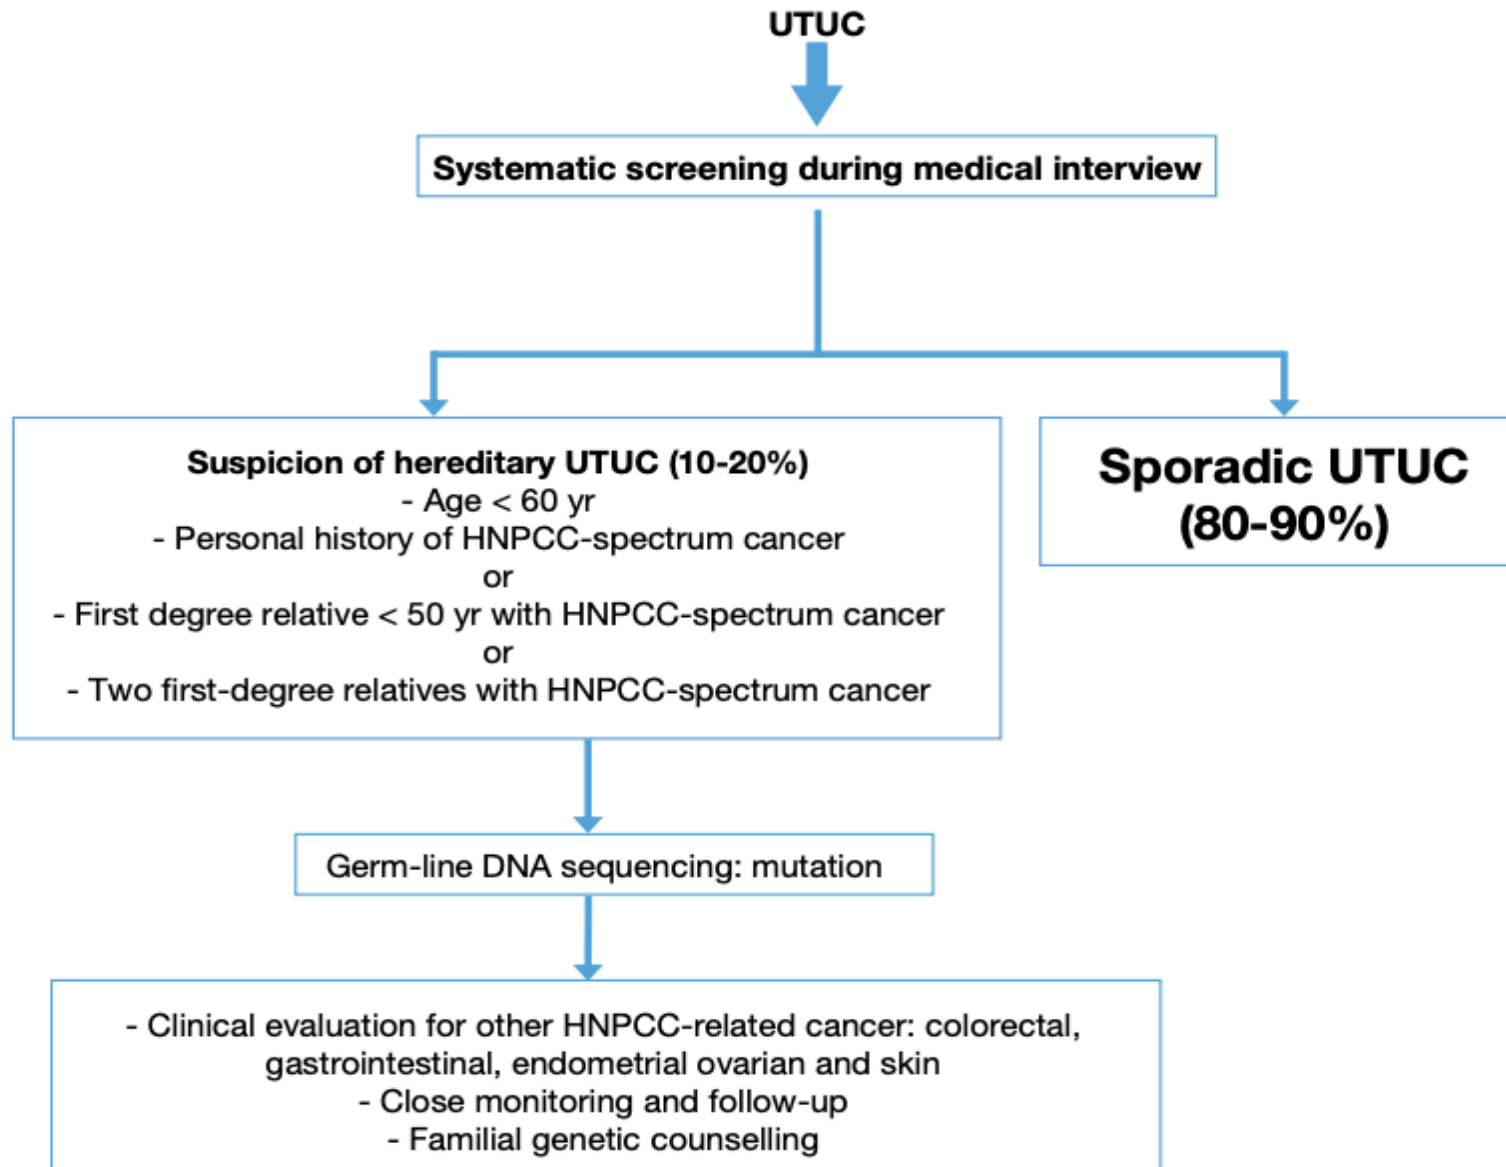 UTUC
Systematic screening during medical interview
Suspicion of hereditary UTUC (10-20%)
- Age < 60 yr
- Personal history of HNPCC-spectrum cancer
or
- First degree relative < 50 yr with HNPCC-spectrum cancer
or
- Two first-degree relatives with HNPCC-spectrum cancer
Sporadic UTUC
(80-90%)
Germ-line DNA sequencing: mutation
- Clinical evaluation for other HNPCC-related cancer: colorectal,
gastrointestinal, endometrial ovarian and skin
- Close monitoring and follow-up
- Familial genetic counselling